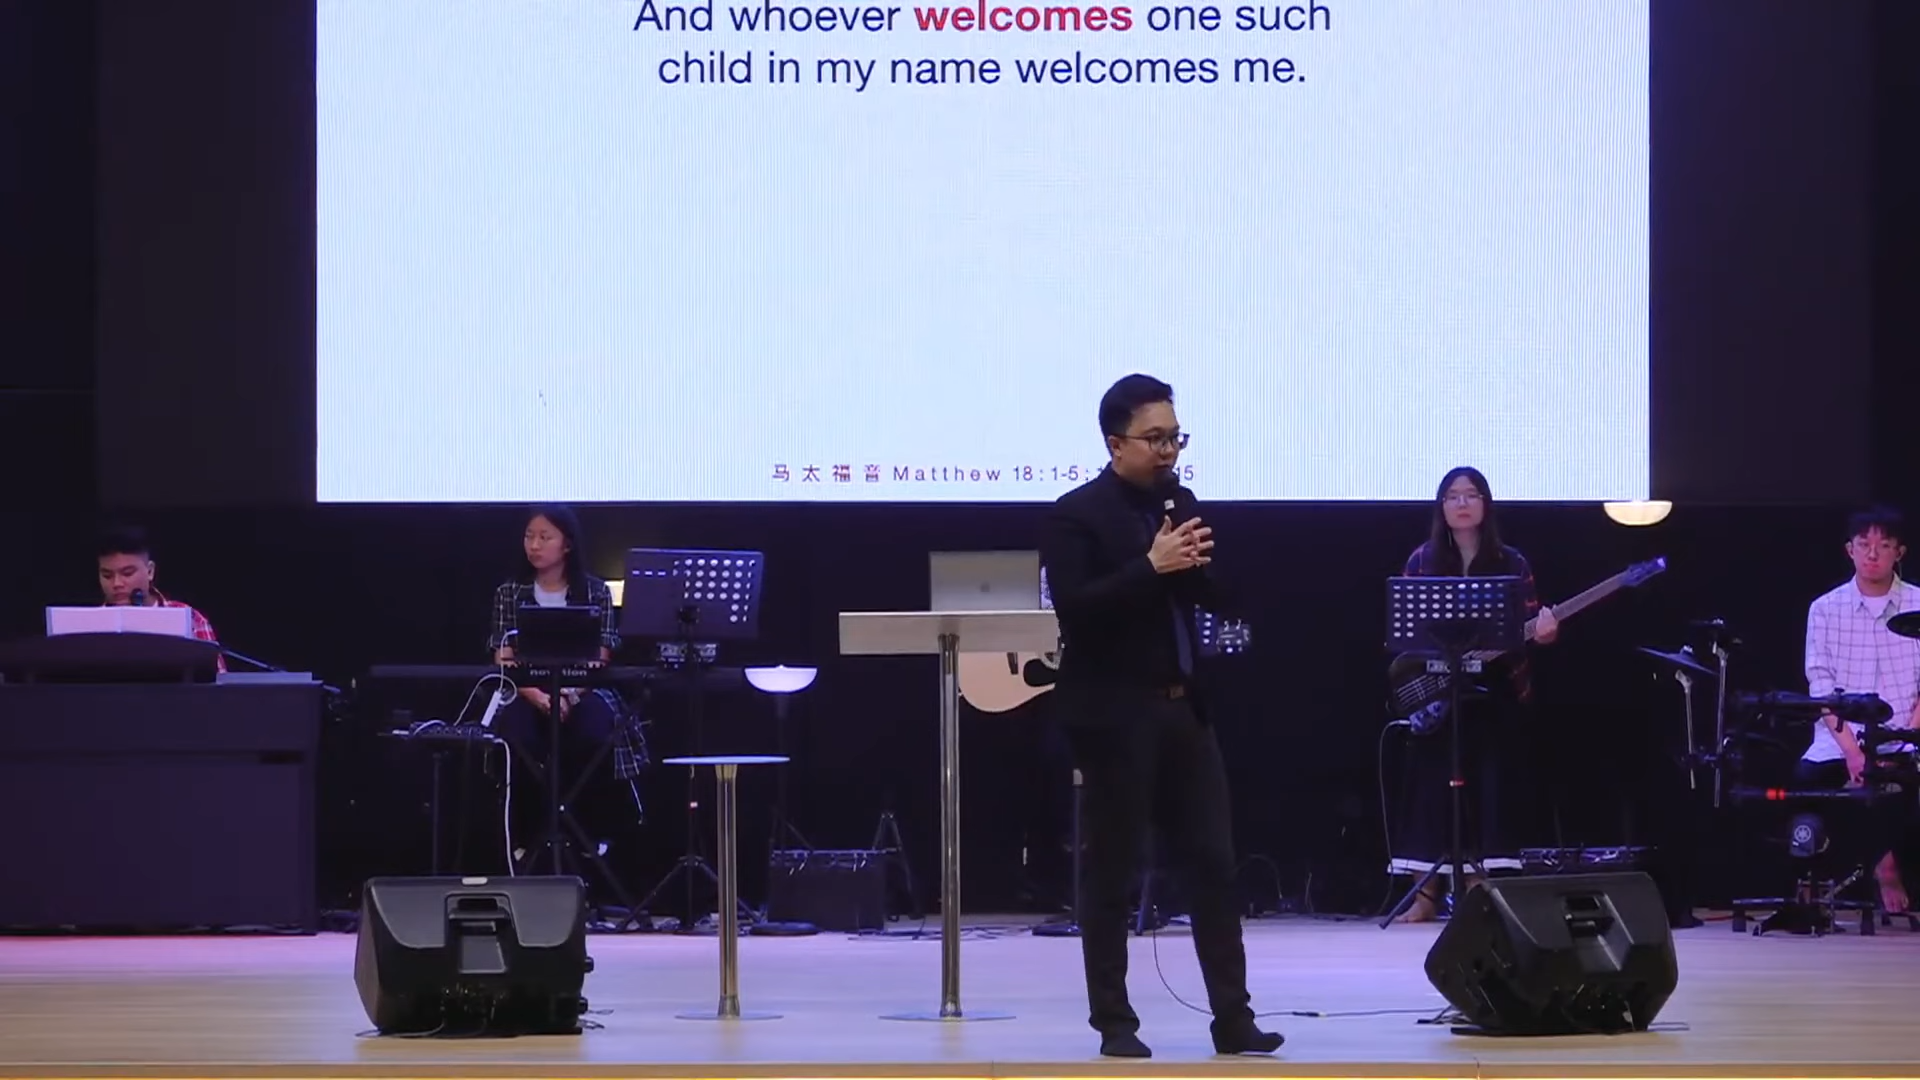 And whoever welcomes one such
child in my name welcomes me.
马太福音 Matthew 18:1-5;
novation